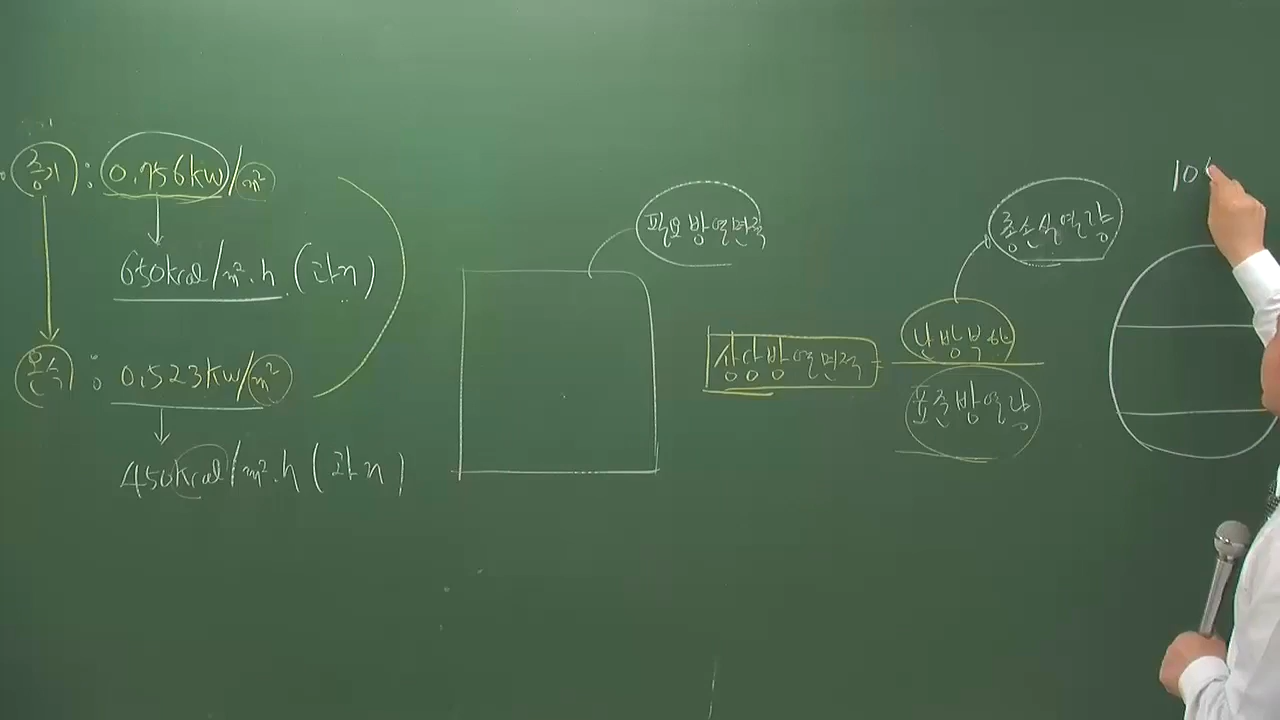 증기 : 0.756kW/m²
650kcal/m².h (과거)
온수 : 0.523kW/m²
450kcal/m².h (과거)
필요방열면적
상당방열면적 = 
난방부하
표준방열량
총손실열량
10